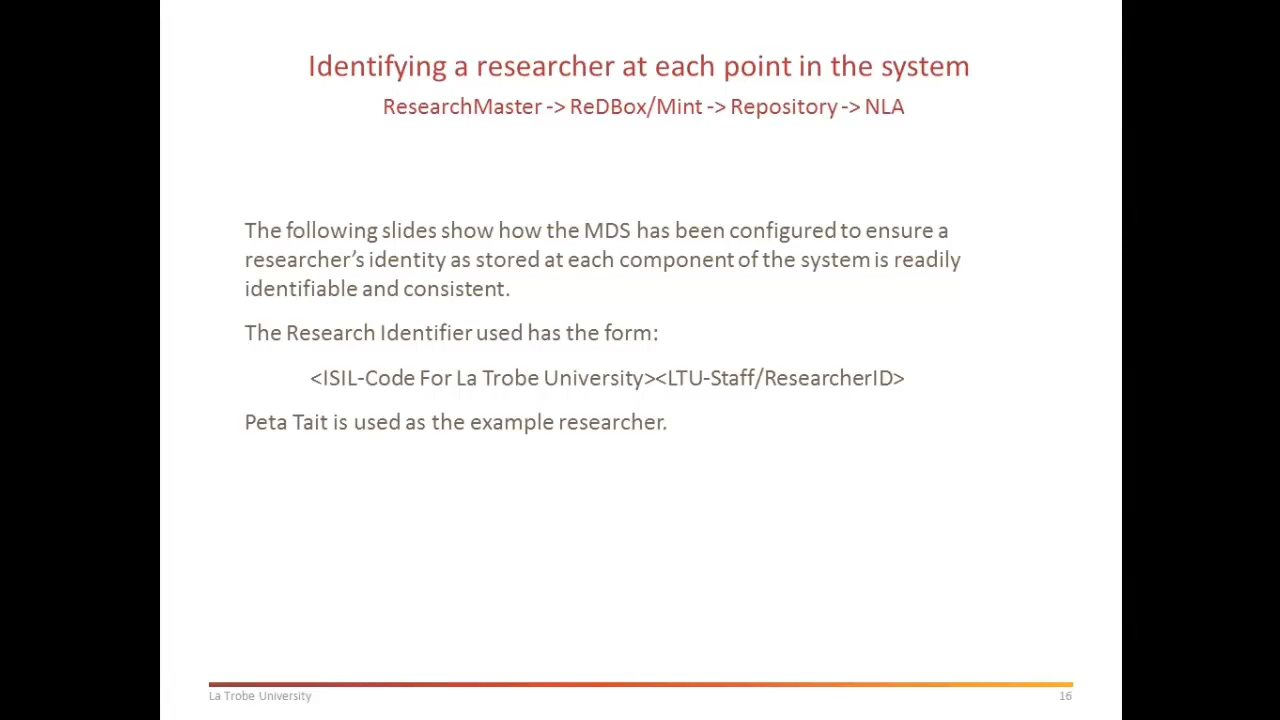 Identifying a researcher at each point in the system
ResearchMaster -> ReDBox/Mint -> Repository -> NLA
The following slides show how the MDS has been configured to ensure a
researcher's identity as stored at each component of the system is readily
identifiable and consistent.
The Research Identifier used has the form:
<ISIL-Code For La Trobe University><LTU-Staff/ResearcherID>
Peta Tait is used as the example researcher.
La Trobe University
16